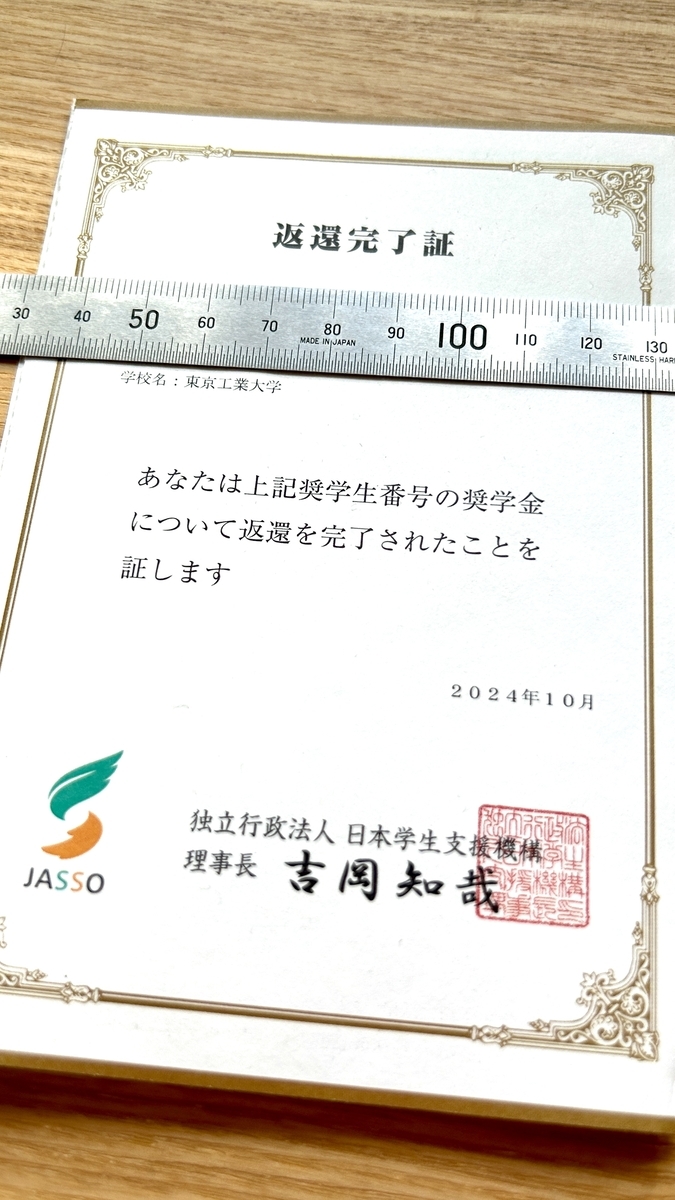 返還完了証
30 40 50 60 70 80 90 100 110 120 130
MADE IN JAPAN
STAINLESS HAR
学校名：東京工業大学
あなたは上記奨学生番号の奨学金
について返還を完了されたことを
証します
2024年10月
独立行政法人 日本学生支援機構
理事長 吉岡知哉
JASSO